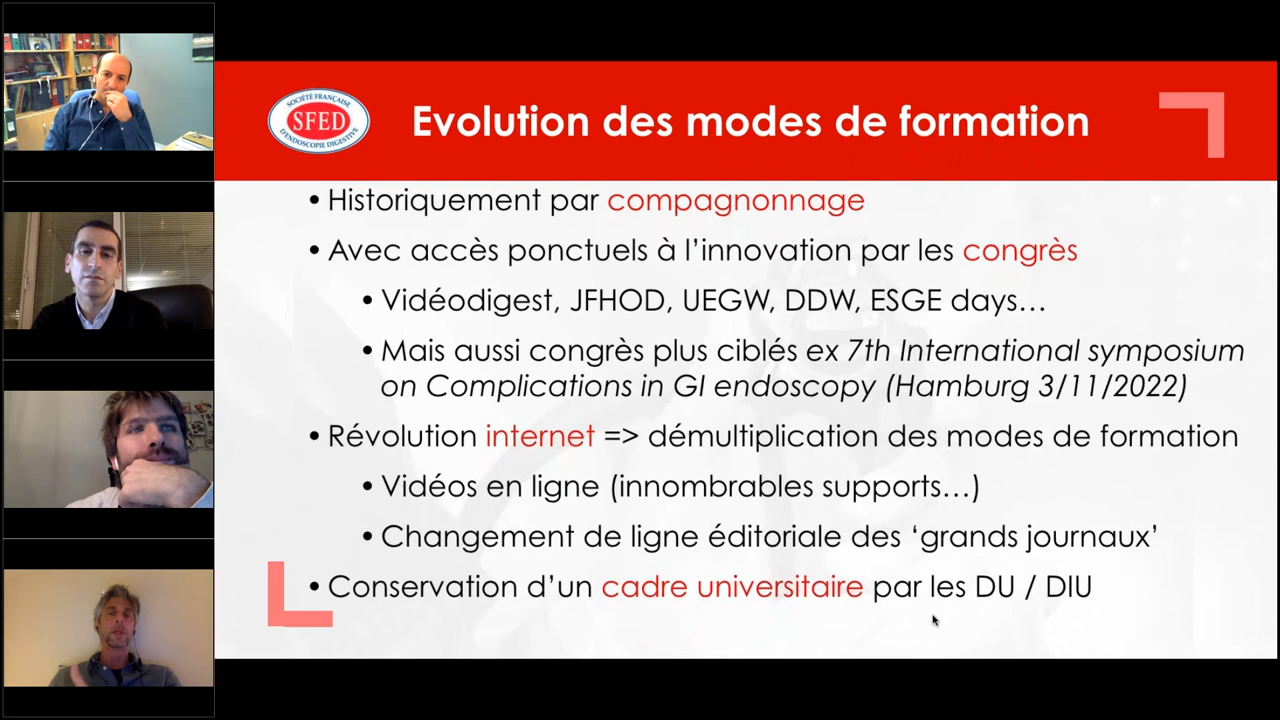 SOCIÉTÉ FRANÇAISE
SFED
D'ENDOSCOPIE DIGESTIVE
Evolution des modes de formation
• Historiquement par compagnonnage
• Avec accès ponctuels à l’innovation par les congrès
• Vidéodigest, JFHOD, UEGW, DDW, ESGE days…
• Mais aussi congrès plus ciblés ex 7th International symposium
on Complications in GI endoscopy (Hamburg 3/11/2022)
• Révolution internet => démultiplication des modes de formation
• Vidéos en ligne (innombrables supports…)
• Changement de ligne éditoriale des ‘grands journaux’
• Conservation d’un cadre universitaire par les DU / DIU